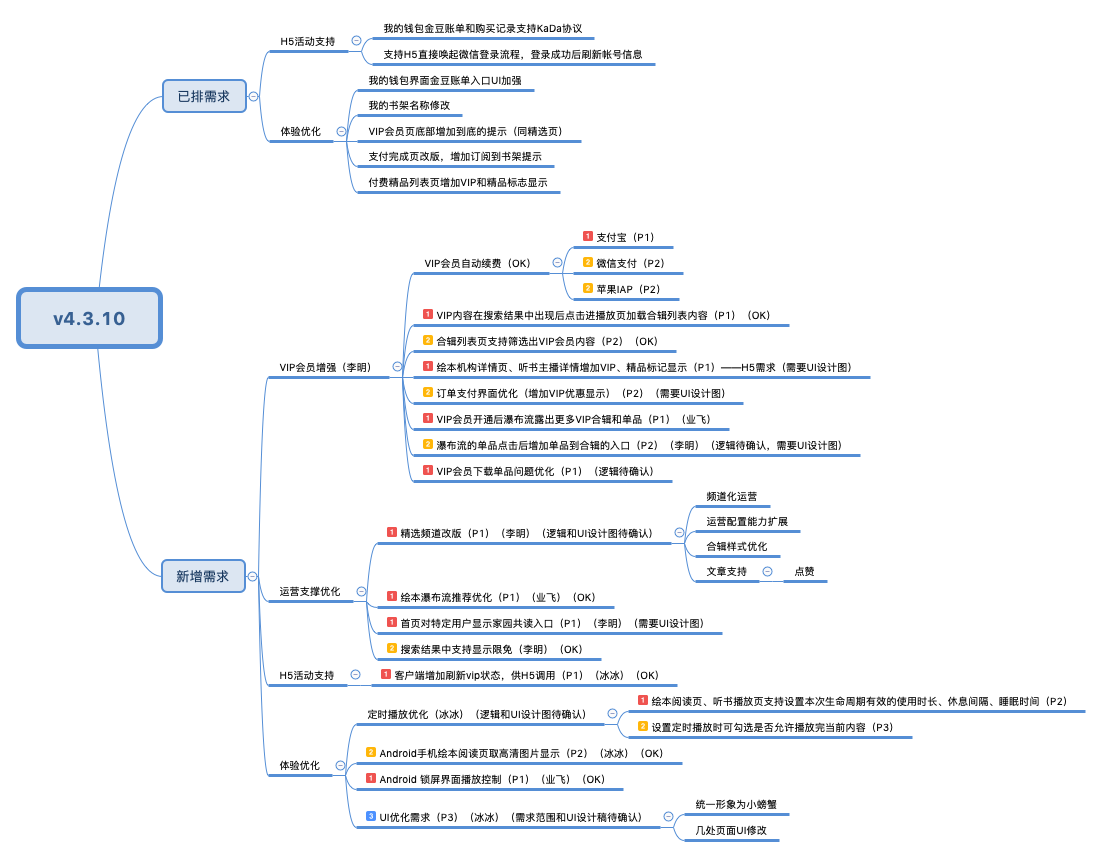 v4.3.10
已排需求
H5活动支持
我的钱包金豆账单和购买记录支持KaDa协议
支持H5直接唤起微信登录流程，登录成功后刷新帐号信息
体验优化
我的钱包界面金豆账单入口UI加强
我的书架名称修改
VIP会员页底部增加到底的提示（同精选页）
支付完成页改版，增加订阅到书架提示
付费精品列表页增加VIP和精品标志显示
新增需求
VIP会员增强（李明）
VIP会员自动续费（OK）
1 支付宝（P1）
2 微信支付（P2）
2 苹果IAP（P2）
1 VIP内容在搜索结果中出现后点击进播放页加载合辑列表内容（P1）（OK）
2 合辑列表页支持筛选出VIP会员内容（P2）（OK）
1 绘本机构详情页、听书主播详情增加VIP、精品标记显示（P1）——H5需求（需要UI设计图）
2 订单支付界面优化（增加VIP优惠显示）（P2）（需要UI设计图）
1 VIP会员开通后瀑布流露出更多VIP合辑和单品（P1）（业飞）
2 瀑布流的单品点击后增加单品到合辑的入口（P2）（李明）（逻辑待确认，需要UI设计图）
1 VIP会员下载单品问题优化（P1）（逻辑待确认）
运营支撑优化
1 精选频道改版（P1）（李明）（逻辑和UI设计图待确认）
频道化运营
运营配置能力扩展
合辑样式优化
文章支持
点赞
1 绘本瀑布流推荐优化（P1）（业飞）（OK）
1 首页对特定用户显示家园共读入口（P1）（李明）（需要UI设计图）
2 搜索结果中支持显示限免（李明）（OK）
H5活动支持
1 客户端增加刷新vip状态，供H5调用（P1）（冰冰）（OK）
体验优化
定时播放优化（冰冰）（逻辑和UI设计图待确认）
1 绘本阅读页、听书播放页支持设置本次生命周期有效的使用时长、休息间隔、睡眠时间（P2）
2 设置定时播放时可勾选是否允许播放完当前内容（P3）
2 Android手机绘本阅读页取高清图片显示（P2）（冰冰）（OK）
1 Android 锁屏界面播放控制（P1）（业飞）（OK）
3 UI优化需求（P3）（冰冰）（需求范围和UI设计稿待确认）
统一形象为小螃蟹
几处页面UI修改